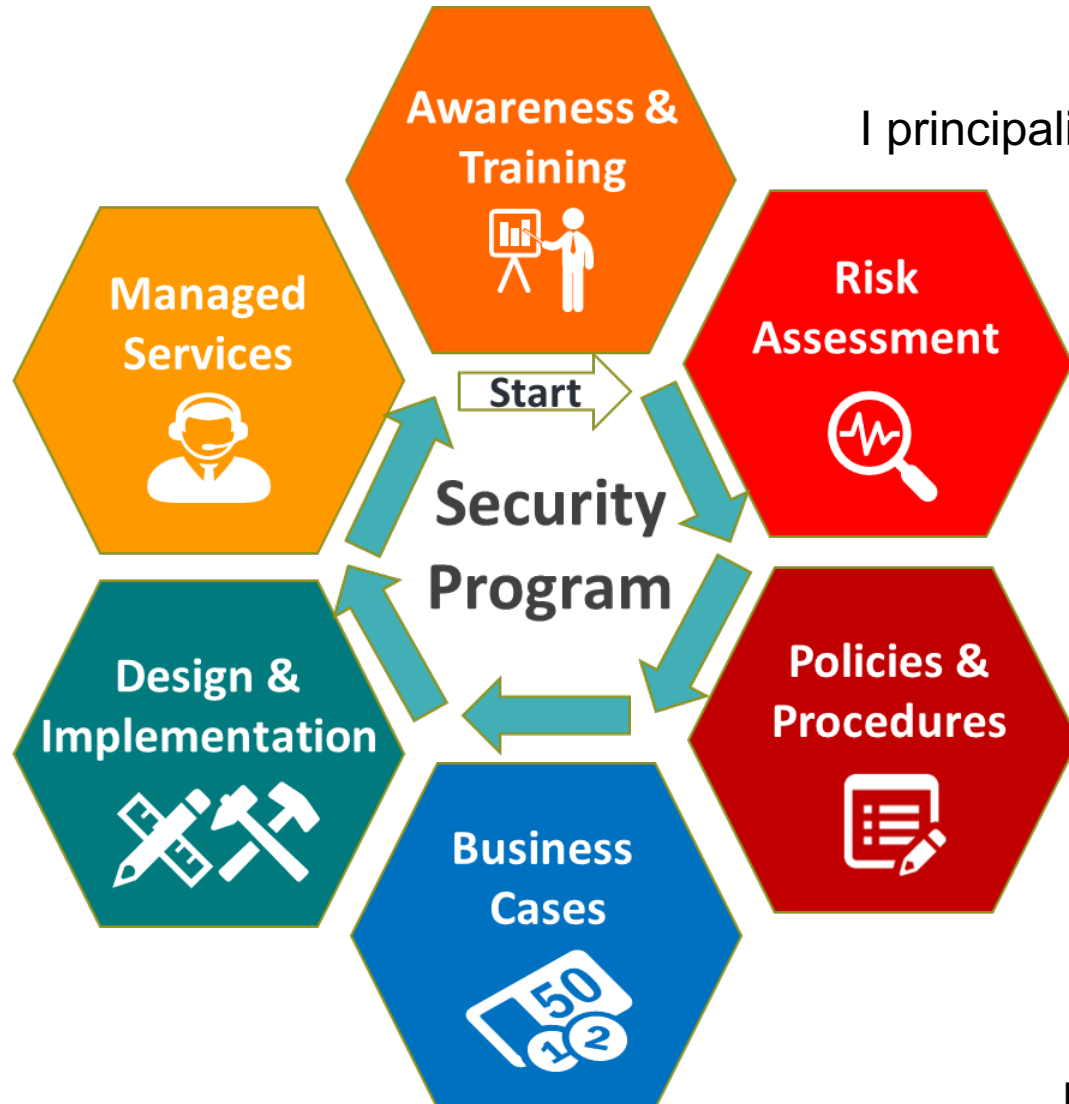 Awareness &
Training
I principali
Risk
Assessment
Managed
Services
Start
Security
Program
Policies &
Procedures
Design &
Implementation
Business
Cases
50
1 2